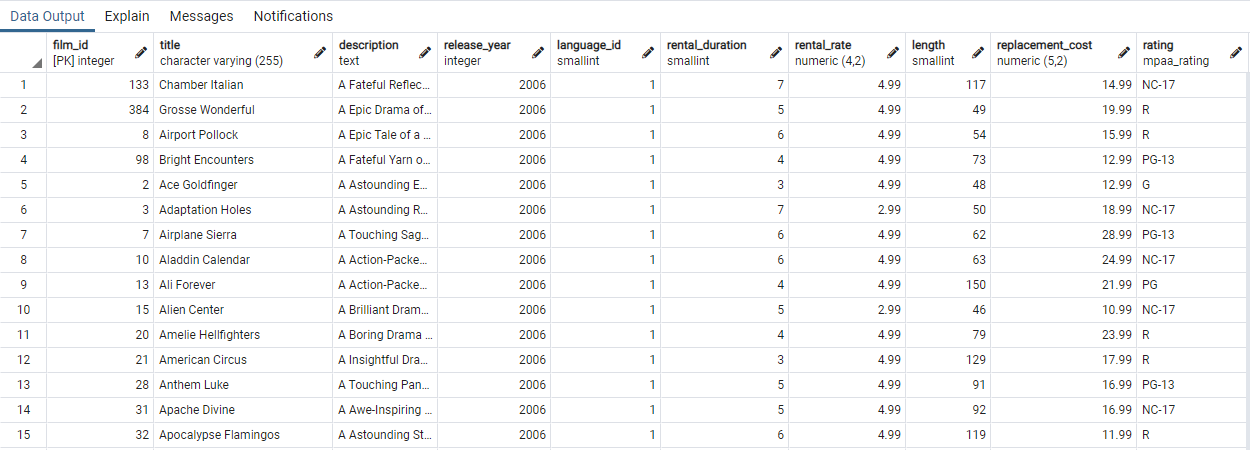 Data Output Explain Messages Notifications
film_id title description release_year language_id rental_duration rental_rate length replacement_cost rating
[PK] integer character varying (255) text integer smallint smallint numeric (4,2) smallint numeric (5,2) mpaa_rating
1 133 Chamber Italian A Fateful Reflec... 2006 1 7 4.99 117 14.99 NC-17
2 384 Grosse Wonderful A Epic Drama of... 2006 1 5 4.99 49 19.99 R
3 8 Airport Pollock A Epic Tale of a ... 2006 1 6 4.99 54 15.99 R
4 98 Bright Encounters A Fateful Yarn o... 2006 1 4 4.99 73 12.99 PG-13
5 2 Ace Goldfinger A Astounding E... 2006 1 3 4.99 48 12.99 G
6 3 Adaptation Holes A Astounding R... 2006 1 7 2.99 50 18.99 NC-17
7 7 Airplane Sierra A Touching Sag... 2006 1 6 4.99 62 28.99 PG-13
8 10 Aladdin Calendar A Action-Packe... 2006 1 6 4.99 63 24.99 NC-17
9 13 Ali Forever A Action-Packe... 2006 1 4 4.99 150 21.99 PG
10 15 Alien Center A Brilliant Dram... 2006 1 5 2.99 46 10.99 NC-17
11 20 Amelie Hellfighters A Boring Drama ... 2006 1 4 4.99 79 23.99 R
12 21 American Circus A Insightful Dra... 2006 1 3 4.99 129 17.99 R
13 28 Anthem Luke A Touching Pan... 2006 1 5 4.99 91 16.99 PG-13
14 31 Apache Divine A Awe-Inspiring ... 2006 1 5 4.99 92 16.99 NC-17
15 32 Apocalypse Flamingos A Astounding St... 2006 1 6 4.99 119 11.99 R